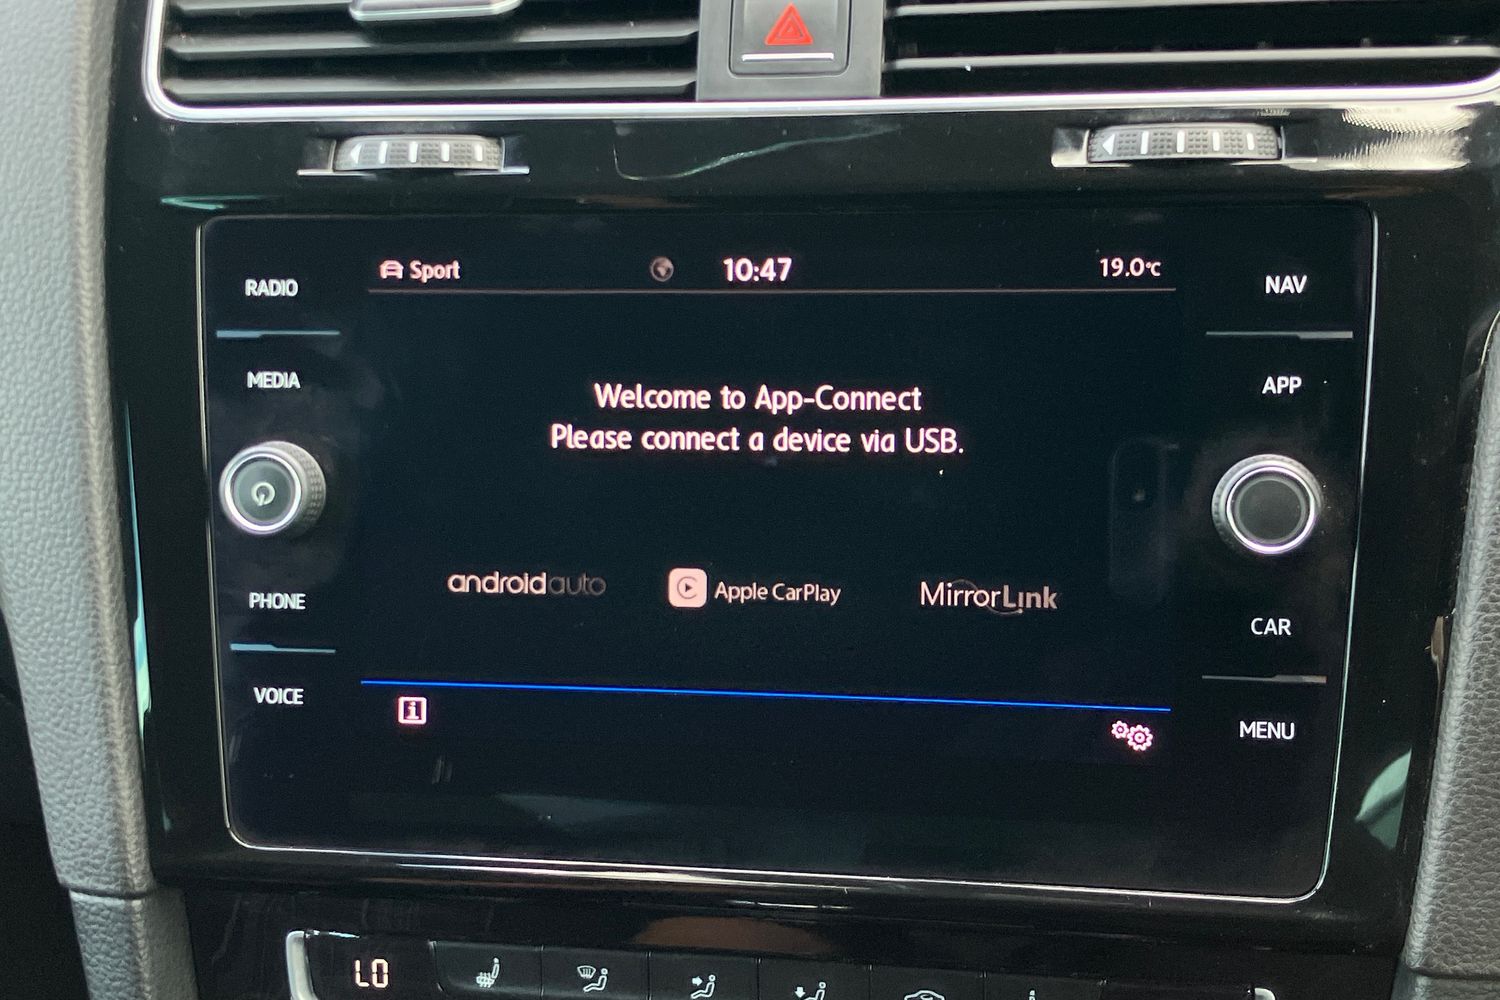 Sport 10:47 19.0°C
RADIO
MEDIA
PHONE
VOICE
Welcome to App-Connect
Please connect a device via USB.
androidauto Apple CarPlay MirrorLink
NAV
APP
CAR
MENU
LO